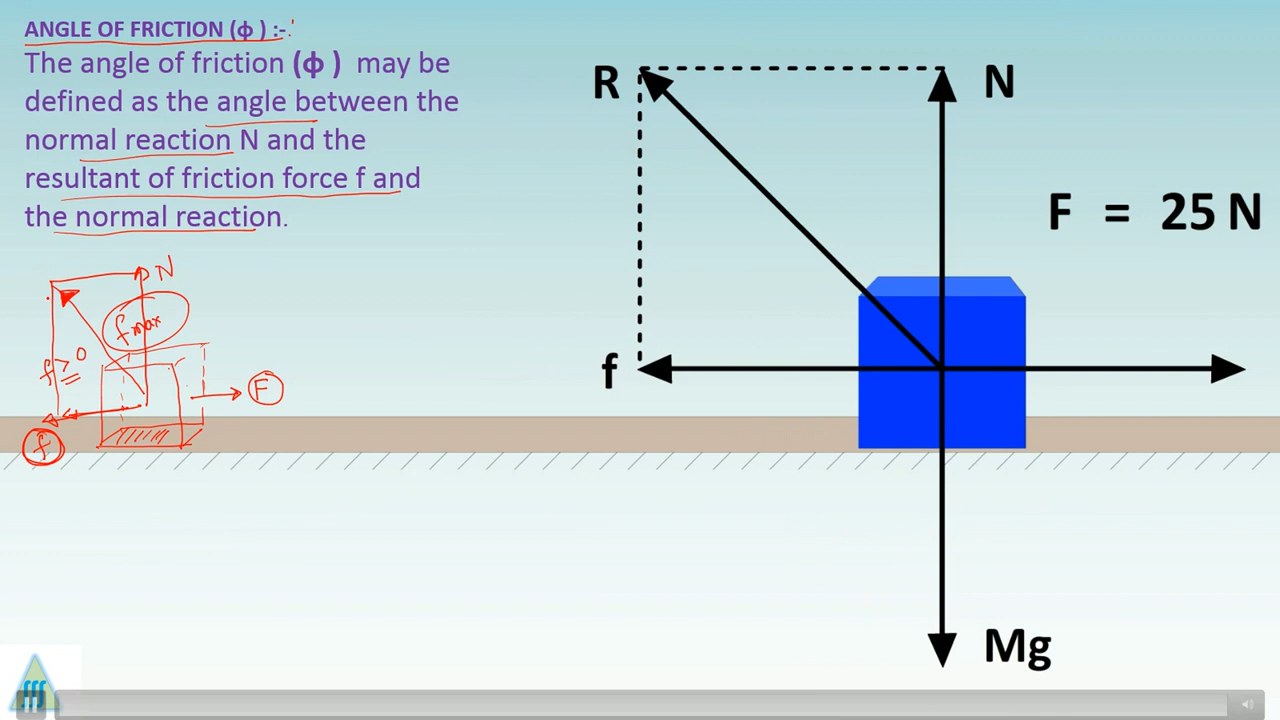 ANGLE OF FRICTION (ϕ ) :-
The angle of friction (ϕ ) may be
defined as the angle between the
normal reaction N and the
resultant of friction force f and
the normal reaction.
R
N
F = 25 N
f
Mg
N
fmax
f ≥ 0
F
f
fff